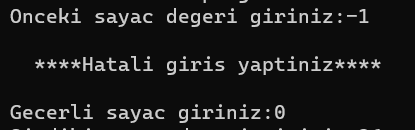 Onceki sayac degeri giriniz:-1
****Hatali giris yaptiniz****
Gecerli sayac giriniz:0